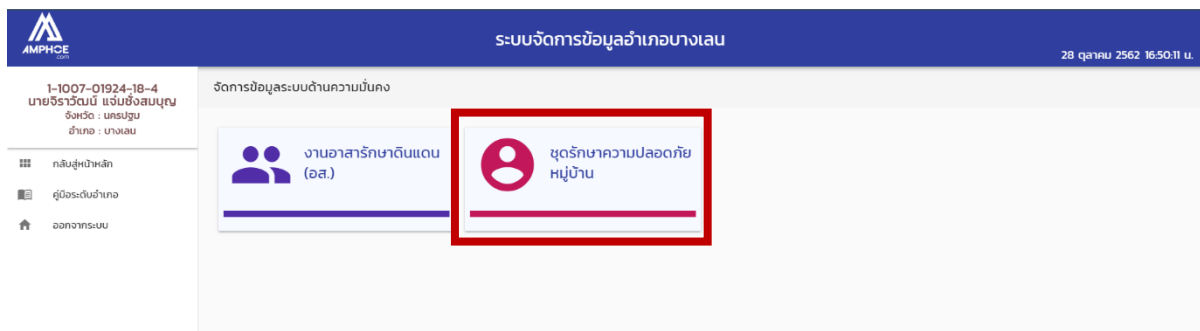 AMPHOE
.com
ระบบจัดการข้อมูลอำเภอบางเลน
28 ตุลาคม 2562 16:50:11 น.
1-1007-01924-18-4
นายจิราวัฒน์ แจ่มชั่งสมบุญ
จังหวัด : นครปฐม
อำเภอ : บางเลน
กลับสู่หน้าหลัก
คู่มือระดับอำเภอ
ออกจากระบบ
จัดการข้อมูลระบบด้านความมั่นคง
งานอาสารักษาดินแดน
(อส.)
ชุดรักษาความปลอดภัย
หมู่บ้าน